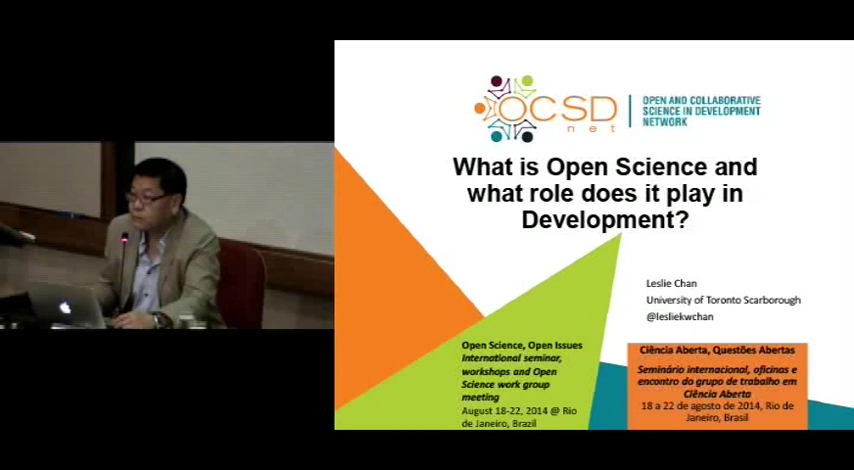 OCSD
net
OPEN AND COLLABORATIVE
SCIENCE IN DEVELOPMENT
NETWORK
What is Open Science and
what role does it play in
Development?
Leslie Chan
University of Toronto Scarborough
@lesliekwchan
Open Science, Open Issues
International seminar,
workshops and Open
Science work group
meeting
August 18-22, 2014 @ Rio
de Janeiro, Brazil
Ciência Aberta, Questões Abertas
Seminário internacional, oficinas e
encontro do grupo de trabalho em
Ciência Aberta
18 a 22 de agosto de 2014, Rio de
Janeiro, Brasil